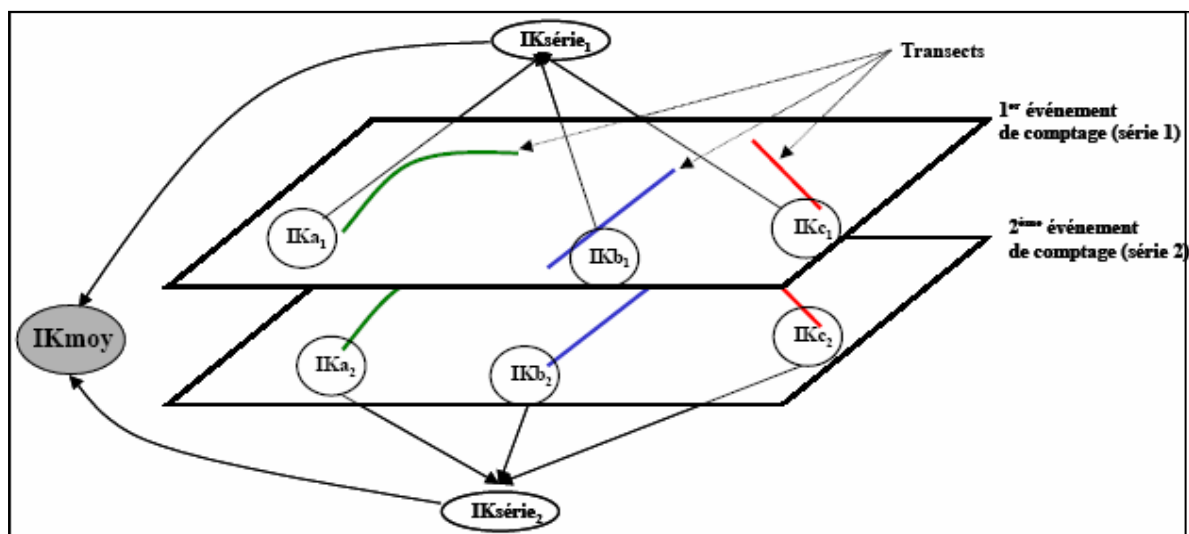 IKsérie₁
Transects
1er événement
de comptage (série 1)
IKa₁
IKb₁
IKc₁
2ème événement
de comptage (série 2)
IKmoy
IKa₂
IKb₂
IKc₂
IKsérie₂